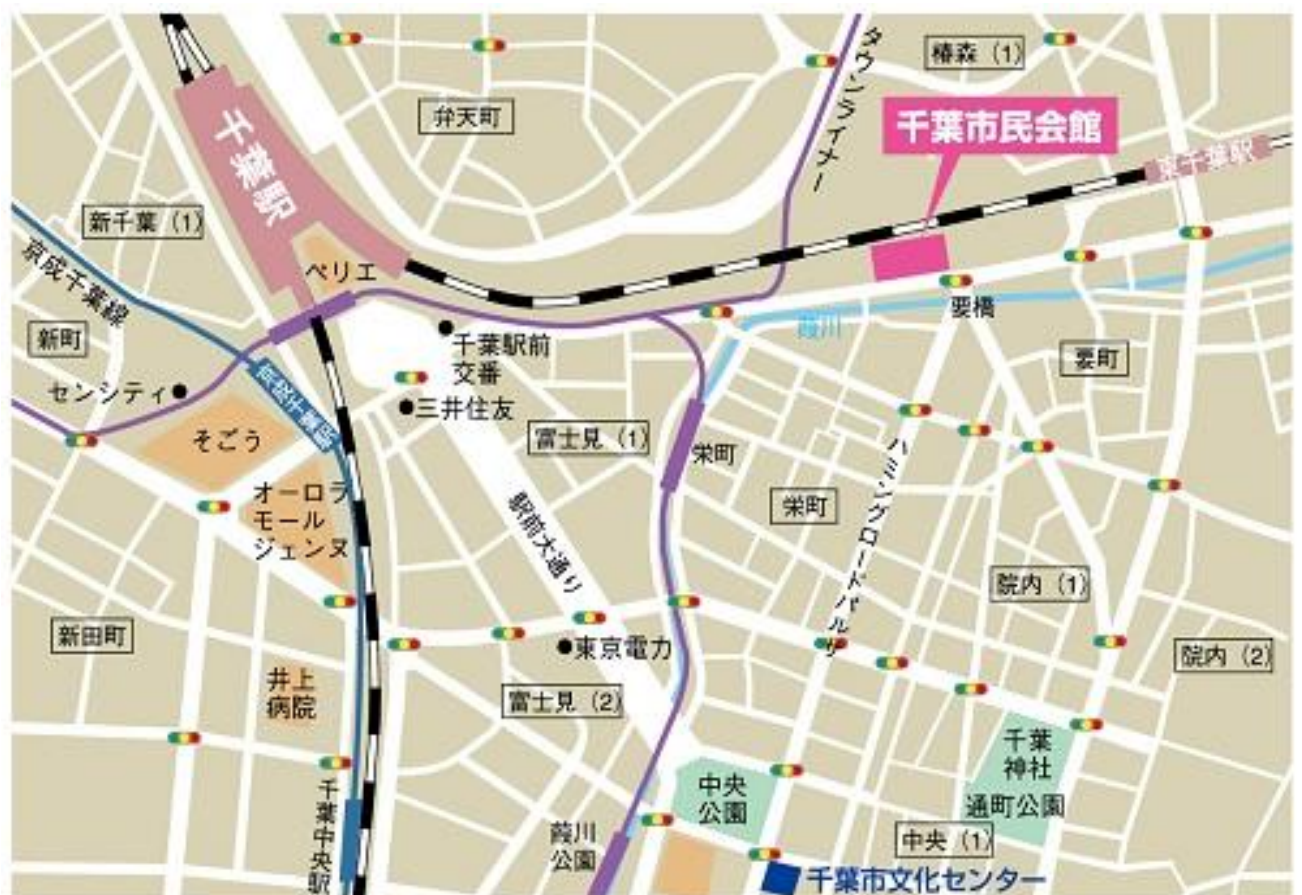 椿森 (1)
タウンライナー
弁天町
千葉市民会館
千葉駅
東千葉駅
新千葉 (1)
ペリエ
京成千葉線
葭川
要橋
新町
千葉駅前
交番
要町
センシティ
京成千葉駅
三井住友
そごう
富士見 (1)
栄町
ハミングロードパルサ
オーロラ
モール
ジェンヌ
駅前大通り
栄町
院内 (1)
新田町
東京電力
院内 (2)
井上
病院
富士見 (2)
千葉
神社
中央
公園
通町公園
千葉中央駅
葭川
公園
中央 (1)
千葉市文化センター